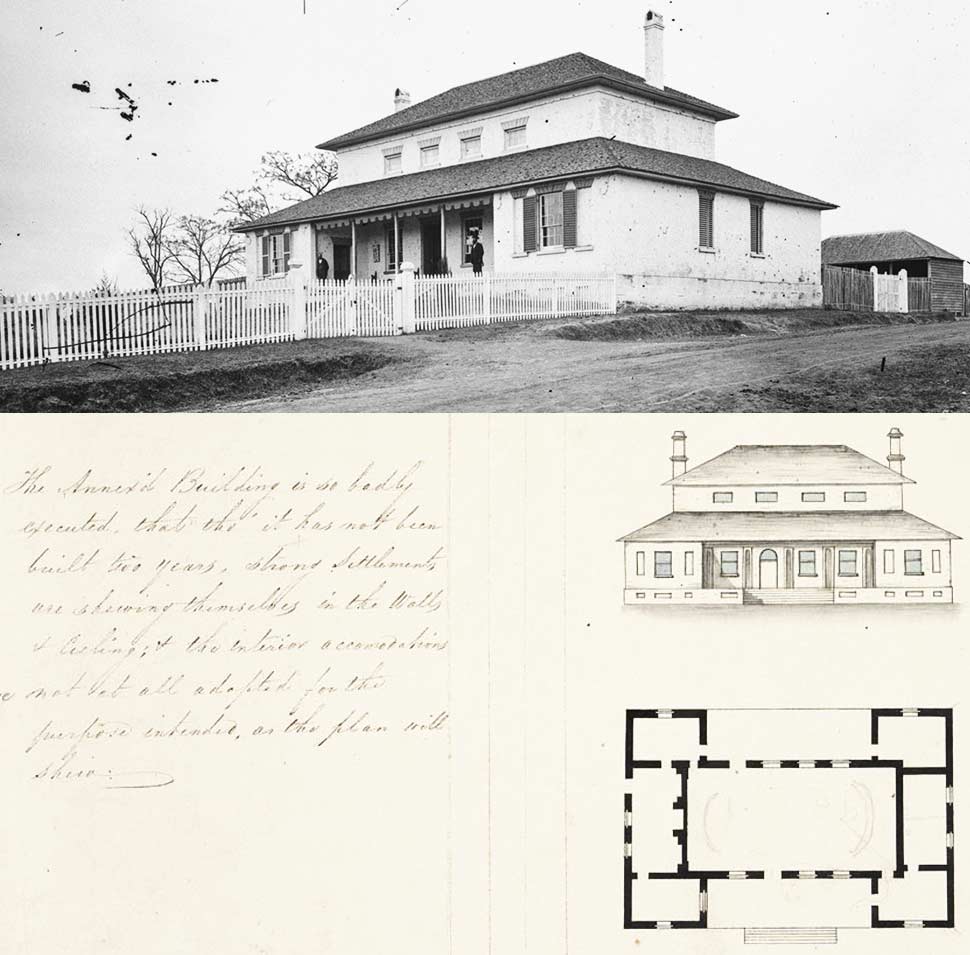 The Annex'd Building is so badly
executed, that tho' it has not been
built two years, strong Settlements
are shewing themselves in the Walls
& Ceiling; & the interior accomodations
are not at all adapted for the
purpose intended, as the plan will
shew: